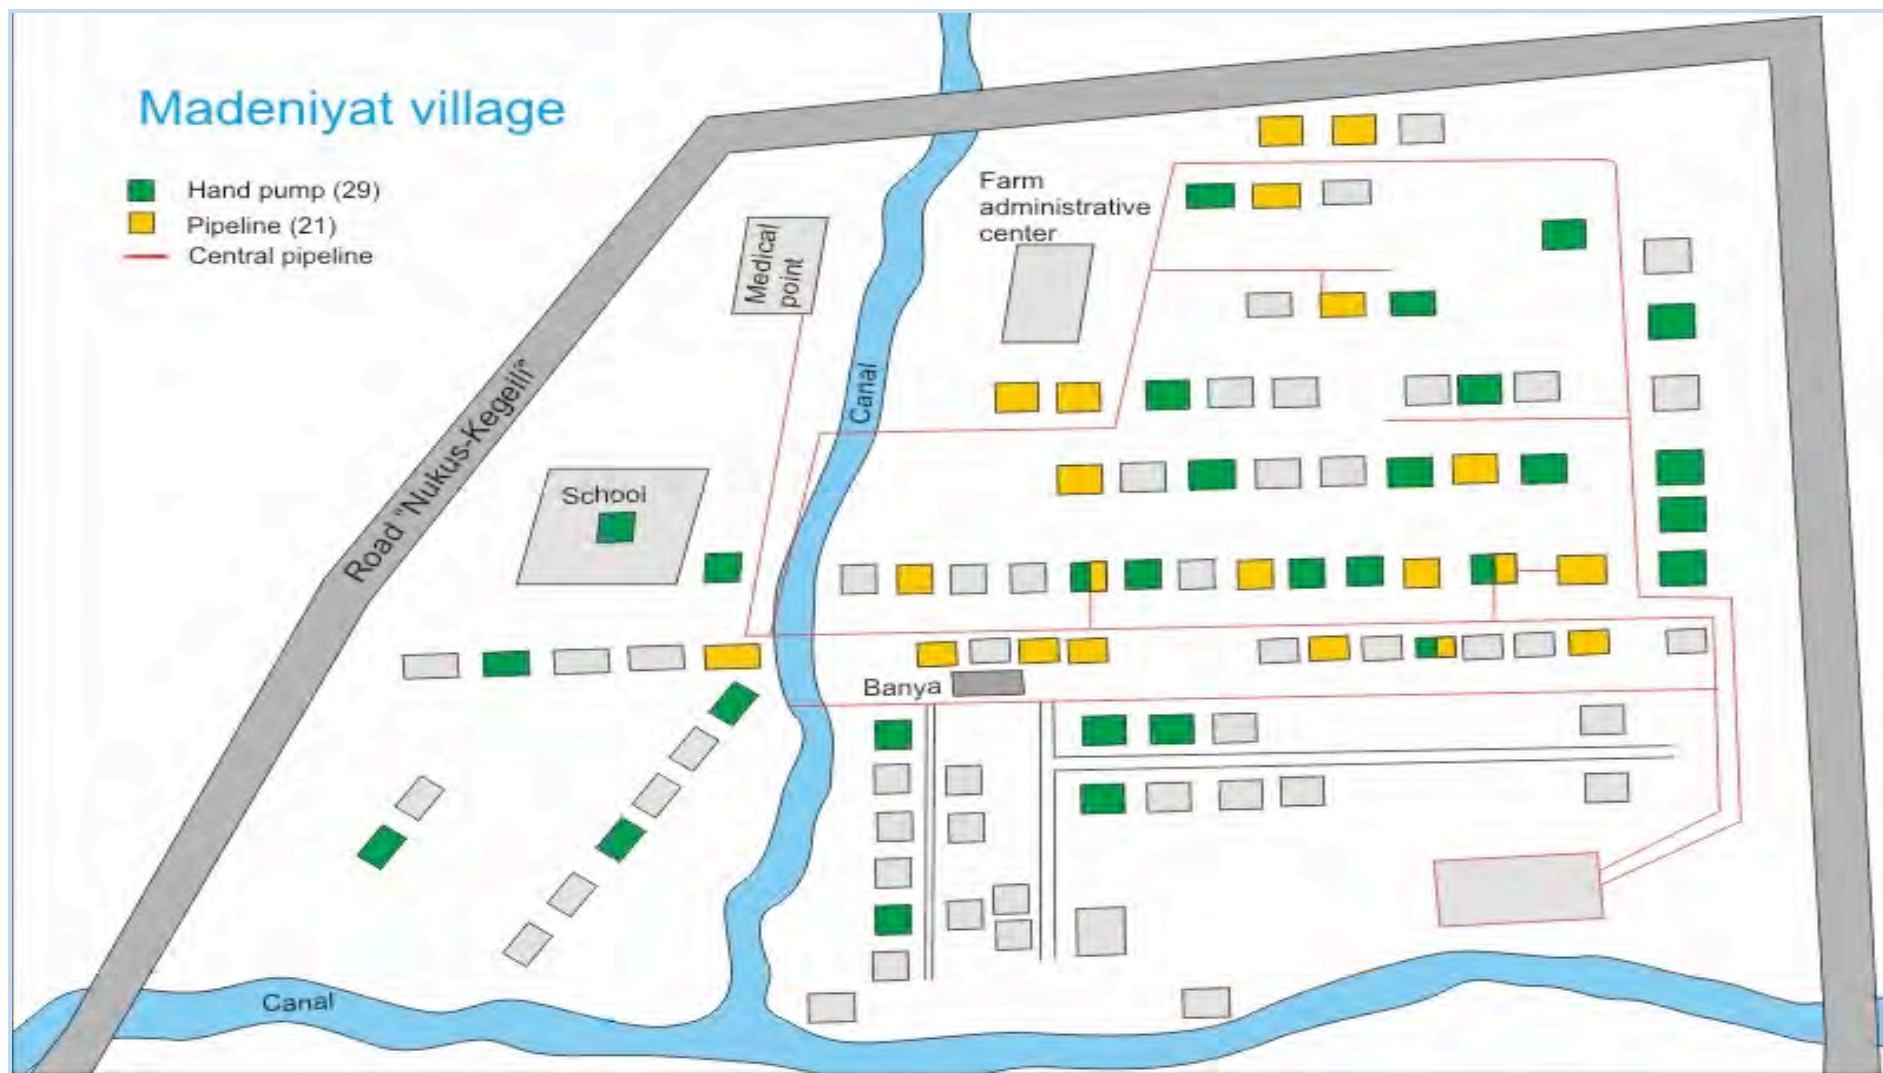 Madeniyat village
Hand pump (29)
Pipeline (21)
Central pipeline
Farm
administrative
center
Medical
point
Canal
Road "Nukus-Kegeili"
School
Banya
Canal